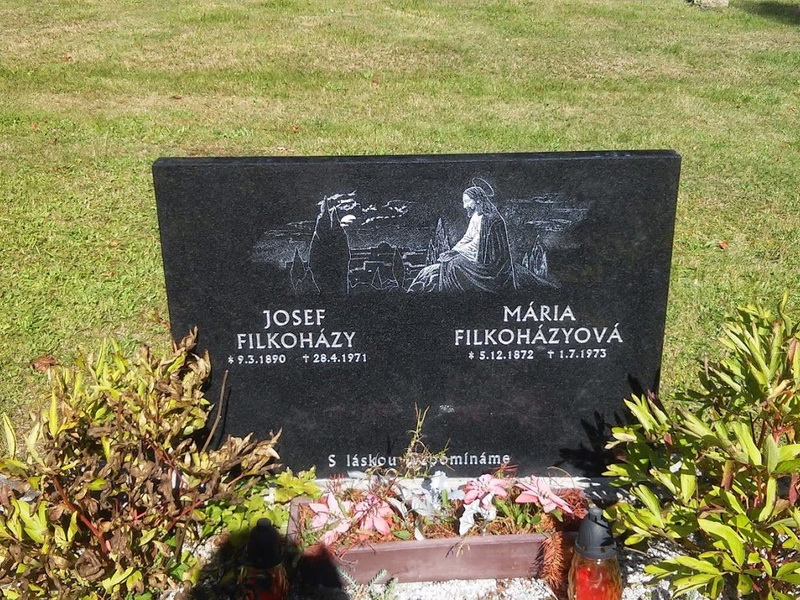 JOSEF
FILKOHÁZY
* 9.3.1890 † 28.4.1971
MÁRIA
FILKOHÁZYOVÁ
* 5.12.1872 † 1.7.1973
S láskou